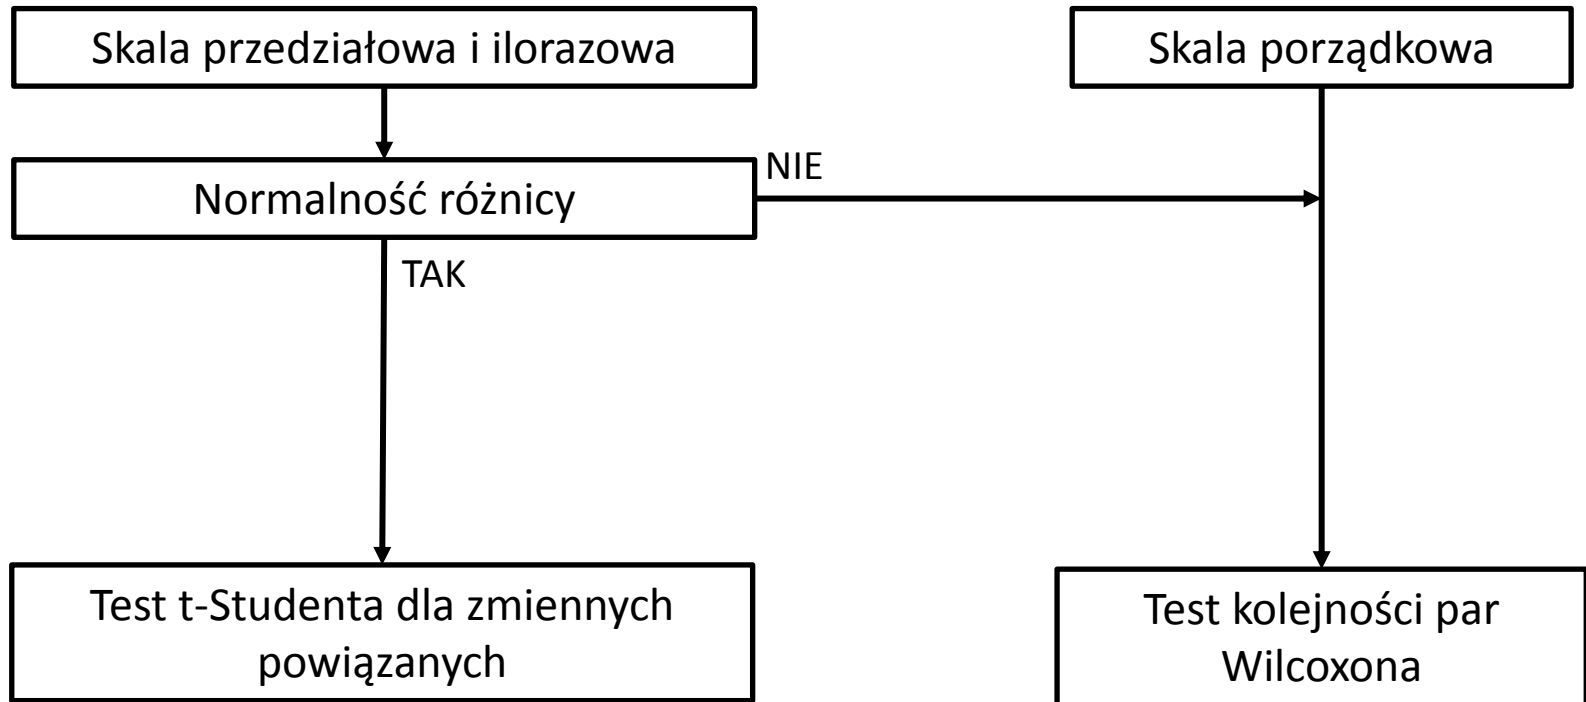 Skala przedziałowa i ilorazowa
Skala porządkowa
Normalność różnicy
NIE
TAK
Test t-Studenta dla zmiennych
powiązanych
Test kolejności par
Wilcoxona